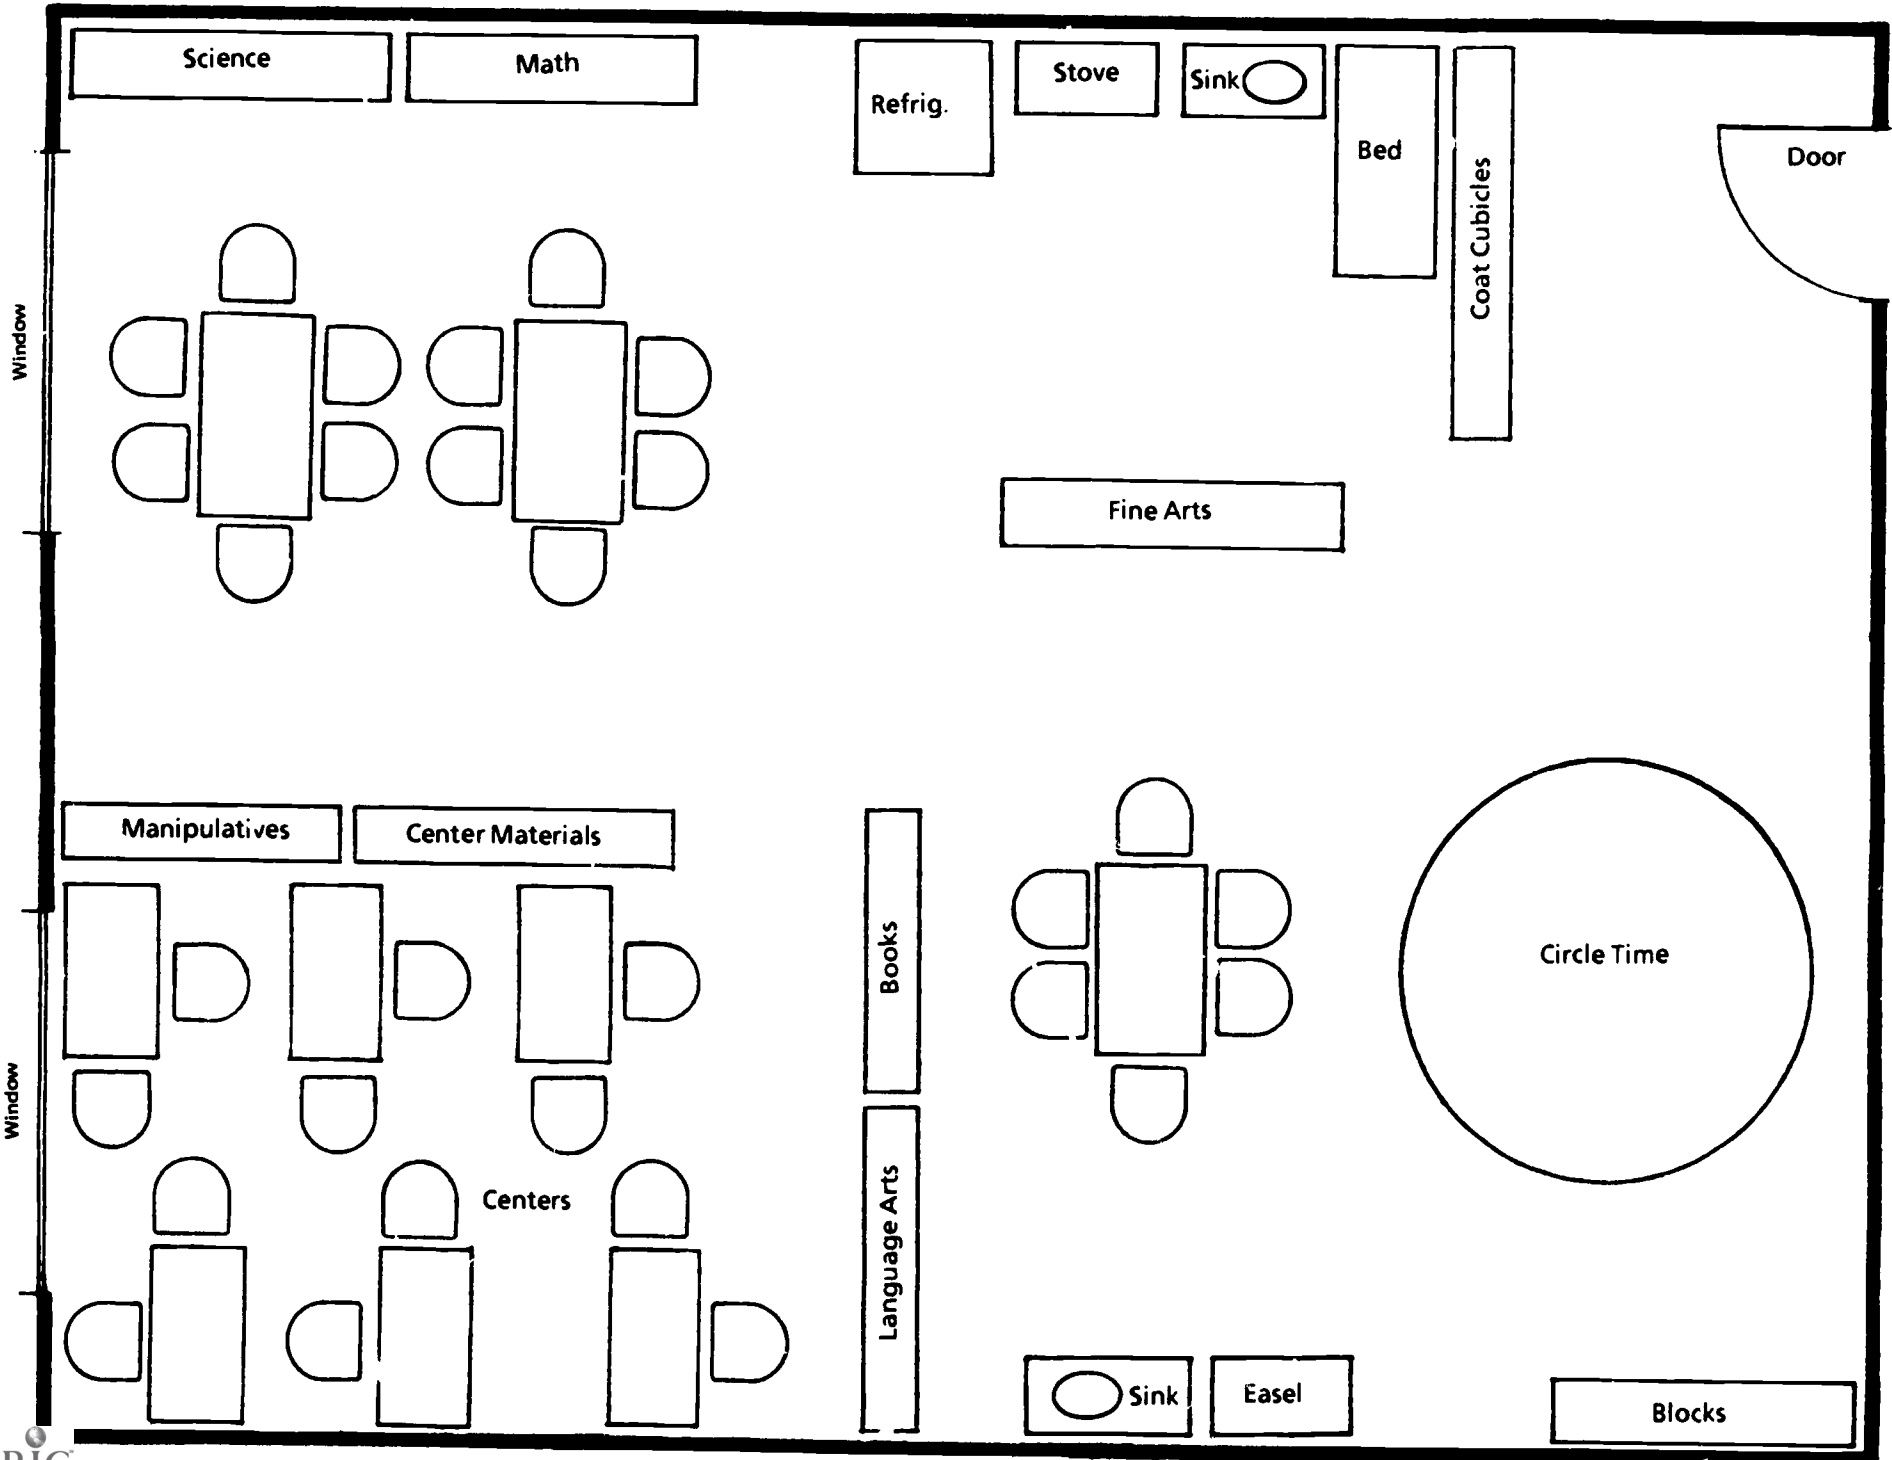 Science
Math
Refrig.
Stove
Sink
Bed
Coat Cubicles
Door
Window
Fine Arts
Manipulatives
Center Materials
Books
Circle Time
Window
Centers
Language Arts
Sink
Easel
Blocks